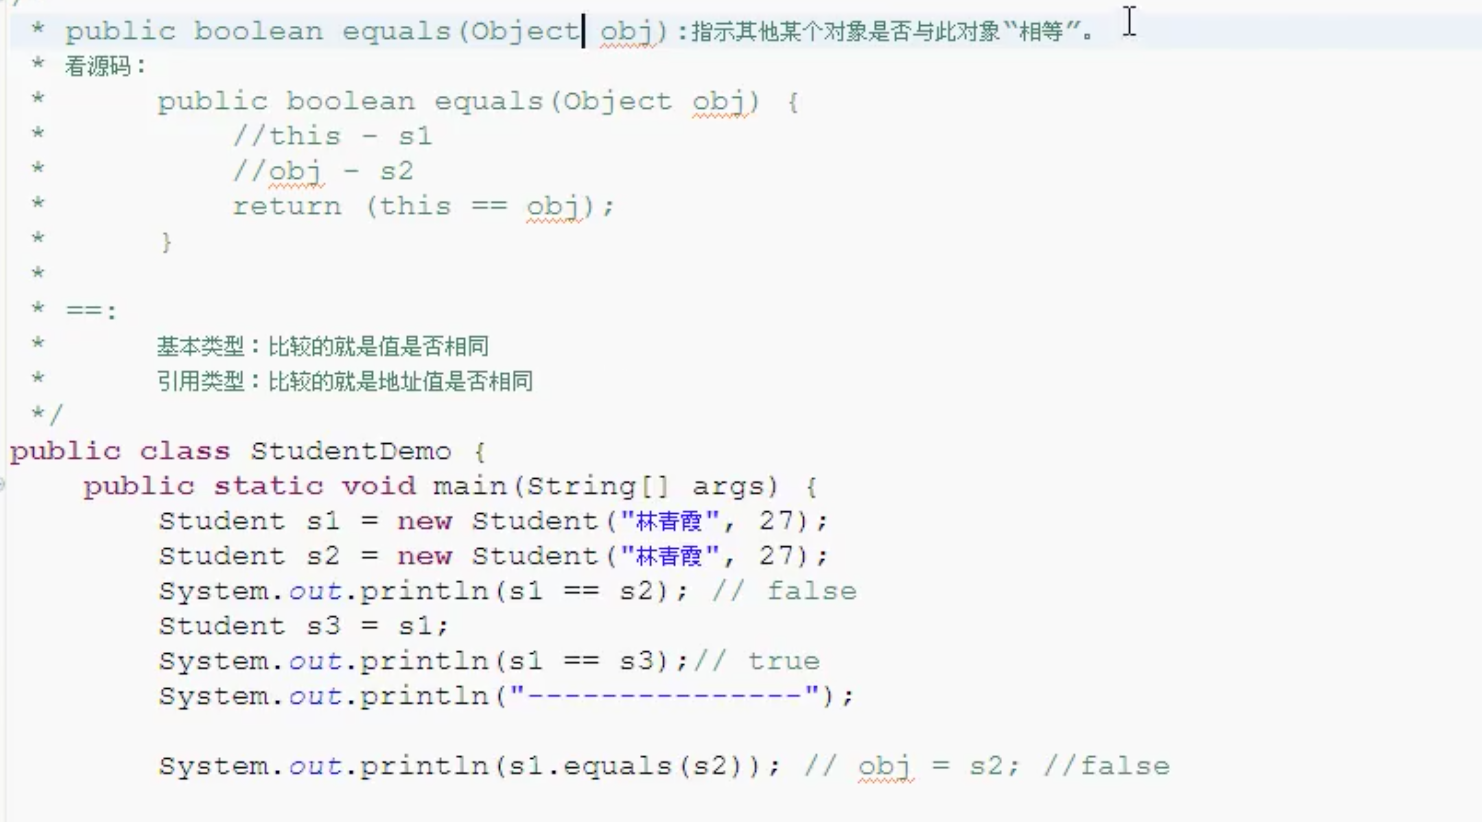 * public boolean equals(Object obj):指示其他某个对象是否与此对象“相等”。
* 看源码：
* public boolean equals(Object obj) {
* //this - s1
* //obj - s2
* return (this == obj);
* }
*
* ==:
* 基本类型：比较的就是值是否相同
* 引用类型：比较的就是地址值是否相同
*/
public class StudentDemo {
public static void main(String[] args) {
Student s1 = new Student("林青霞", 27);
Student s2 = new Student("林青霞", 27);
System.out.println(s1 == s2); // false
Student s3 = s1;
System.out.println(s1 == s3);// true
System.out.println("---------------");
System.out.println(s1.equals(s2)); // obj = s2; //false